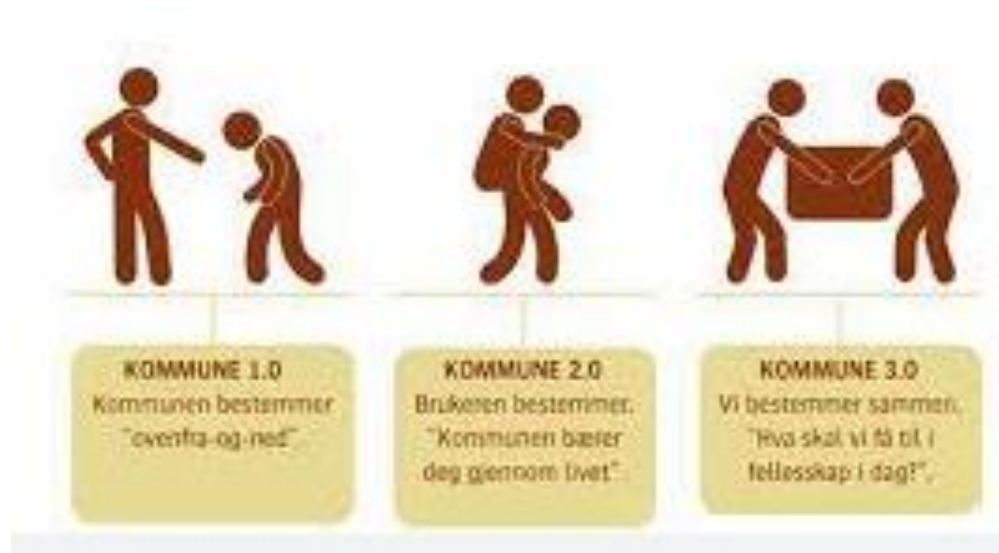 KOMMUNE 1.0
Kommunen bestemmer
"ovenfra-og-ned"
KOMMUNE 2.0
Brukeren bestemmer.
"Kommunen bærer
deg gjennom livet"
KOMMUNE 3.0
Vi bestemmer sammen.
"Hva skal vi få til i
fellesskap i dag?".